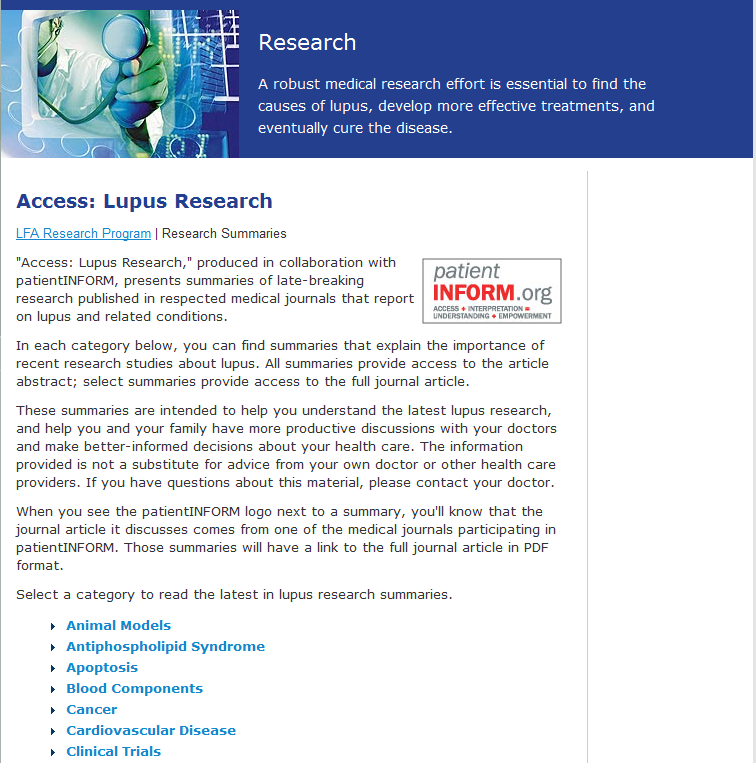 Research
A robust medical research effort is essential to find the
causes of lupus, develop more effective treatments, and
eventually cure the disease.
Access: Lupus Research
LFA Research Program | Research Summaries
"Access: Lupus Research," produced in collaboration with
patientINFORM, presents summaries of late-breaking
research published in respected medical journals that report
on lupus and related conditions.
patient
INFORM.org
ACCESS + INTERPRETATION =
UNDERSTANDING + EMPOWERMENT
In each category below, you can find summaries that explain the importance of
recent research studies about lupus. All summaries provide access to the article
abstract; select summaries provide access to the full journal article.
These summaries are intended to help you understand the latest lupus research,
and help you and your family have more productive discussions with your doctors
and make better-informed decisions about your health care. The information
provided is not a substitute for advice from your own doctor or other health care
providers. If you have questions about this material, please contact your doctor.
When you see the patientINFORM logo next to a summary, you'll know that the
journal article it discusses comes from one of the medical journals participating in
patientINFORM. Those summaries will have a link to the full journal article in PDF
format.
Select a category to read the latest in lupus research summaries.
Animal Models
Antiphospholipid Syndrome
Apoptosis
Blood Components
Cancer
Cardiovascular Disease
Clinical Trials